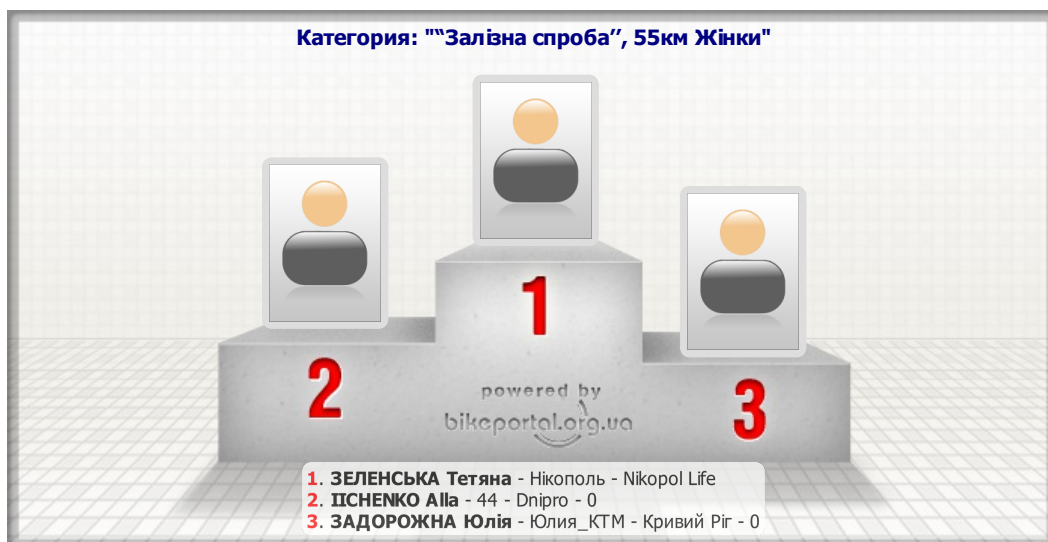 Категория: "“Залізна спроба’’, 55км Жінки"
1
2
3
powered by
bikeportal.org.ua
1. ЗЕЛЕНСЬКА Тетяна - Нікополь - Nikopol Life
2. IICHENKO Alla - 44 - Dnipro - 0
3. ЗАДОРОЖНА Юлія - Юлия_КТМ - Кривий Ріг - 0